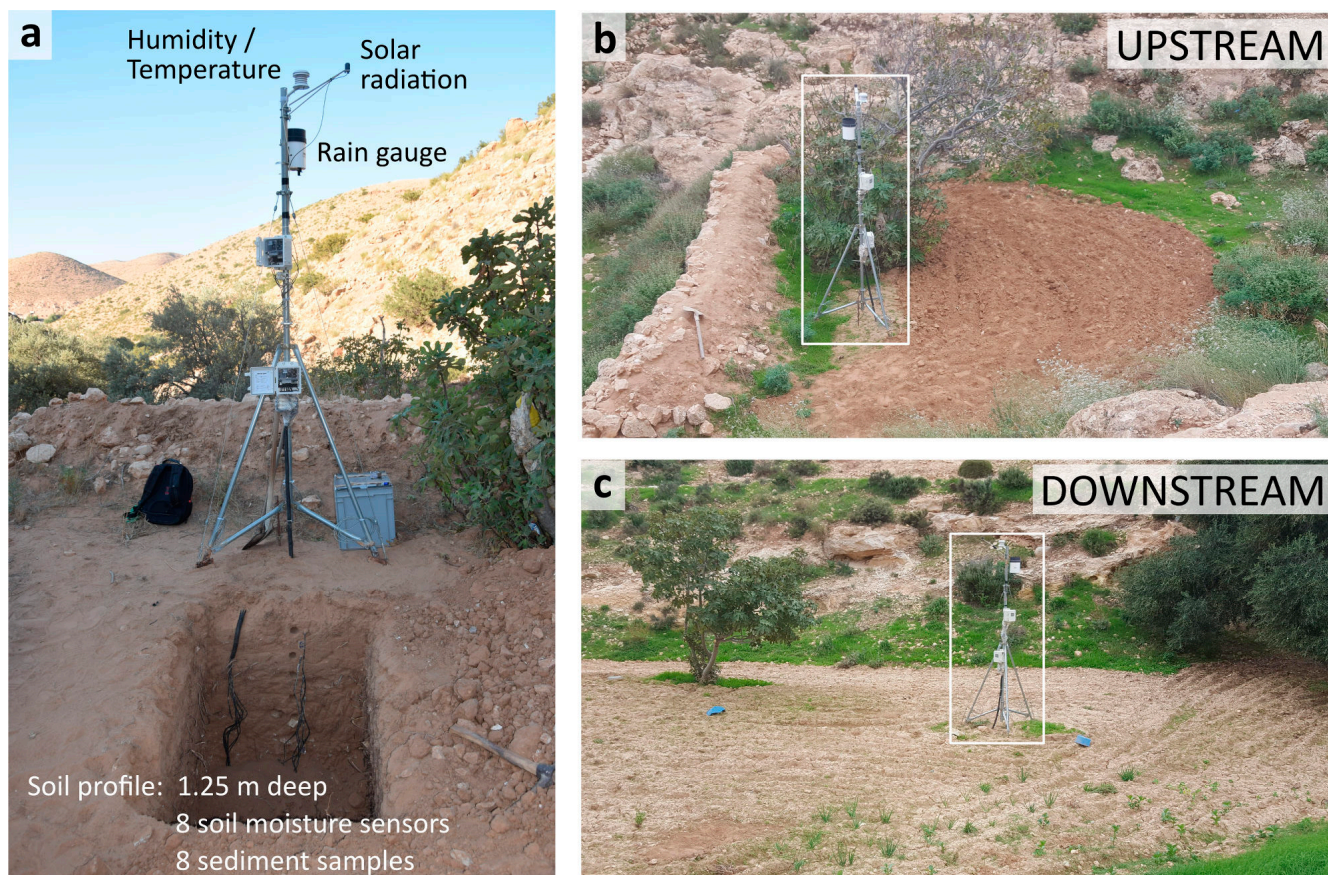 a
Humidity /
Temperature
Solar
radiation
Rain gauge
Soil profile: 1.25 m deep
8 soil moisture sensors
8 sediment samples
b
UPSTREAM
c
DOWNSTREAM